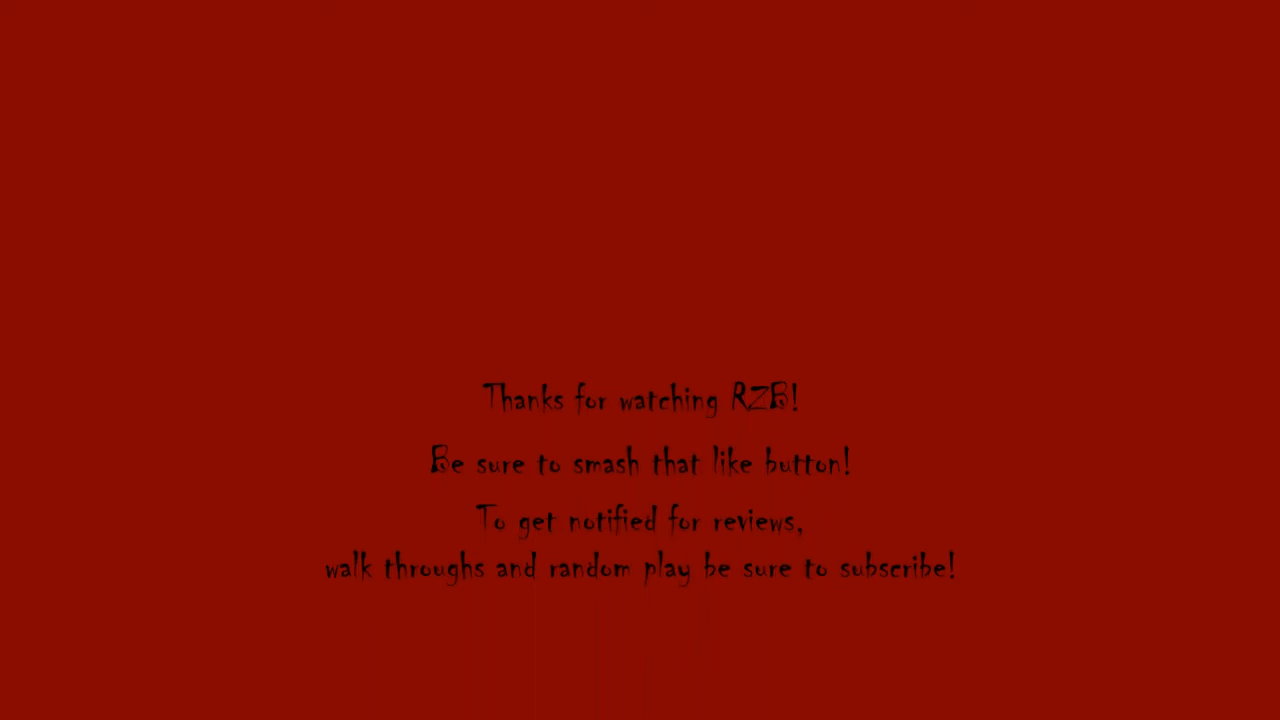 Thanks for watching RZB!
Be sure to smash that like button!
To get notified for reviews,
walk throughs and random play be sure to subscribe!